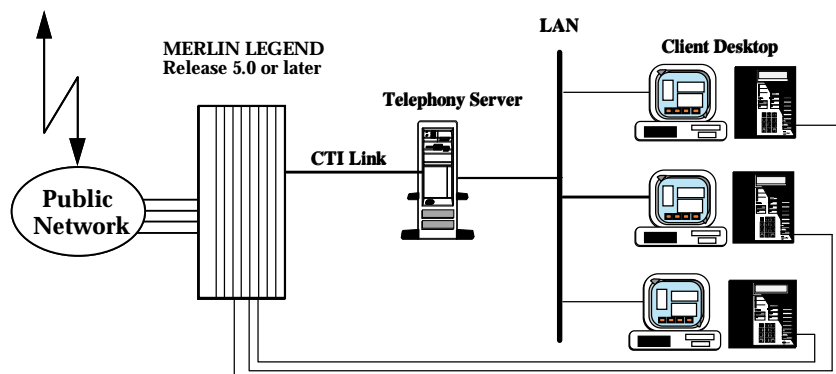 LAN
MERLIN LEGEND
Release 5.0 or later
Client Desktop
Telephony Server
CTI Link
Public
Network